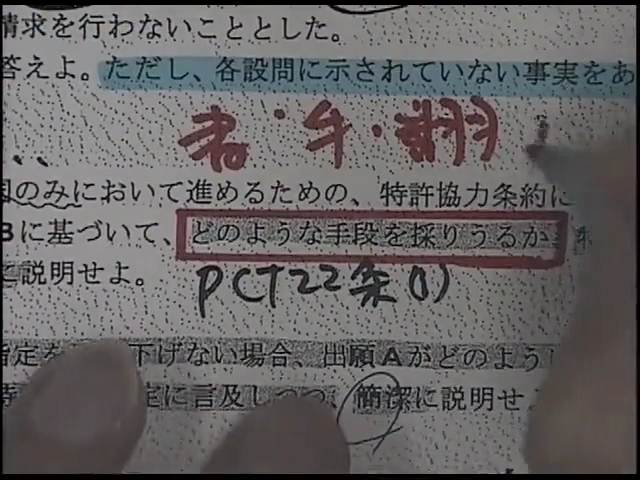 請求を行わないこととした。
答えよ。ただし、各設問に示されていない事実をあ
書・手・翻
国のみにおいて進めるための、特許協力条約に
Bに基づいて、どのような手段を採りうるか
に説明せよ。
PCT22条(1)
指定を 下げない場合、出願Aがどのように
定に言及しつつ、簡潔に説明せよ